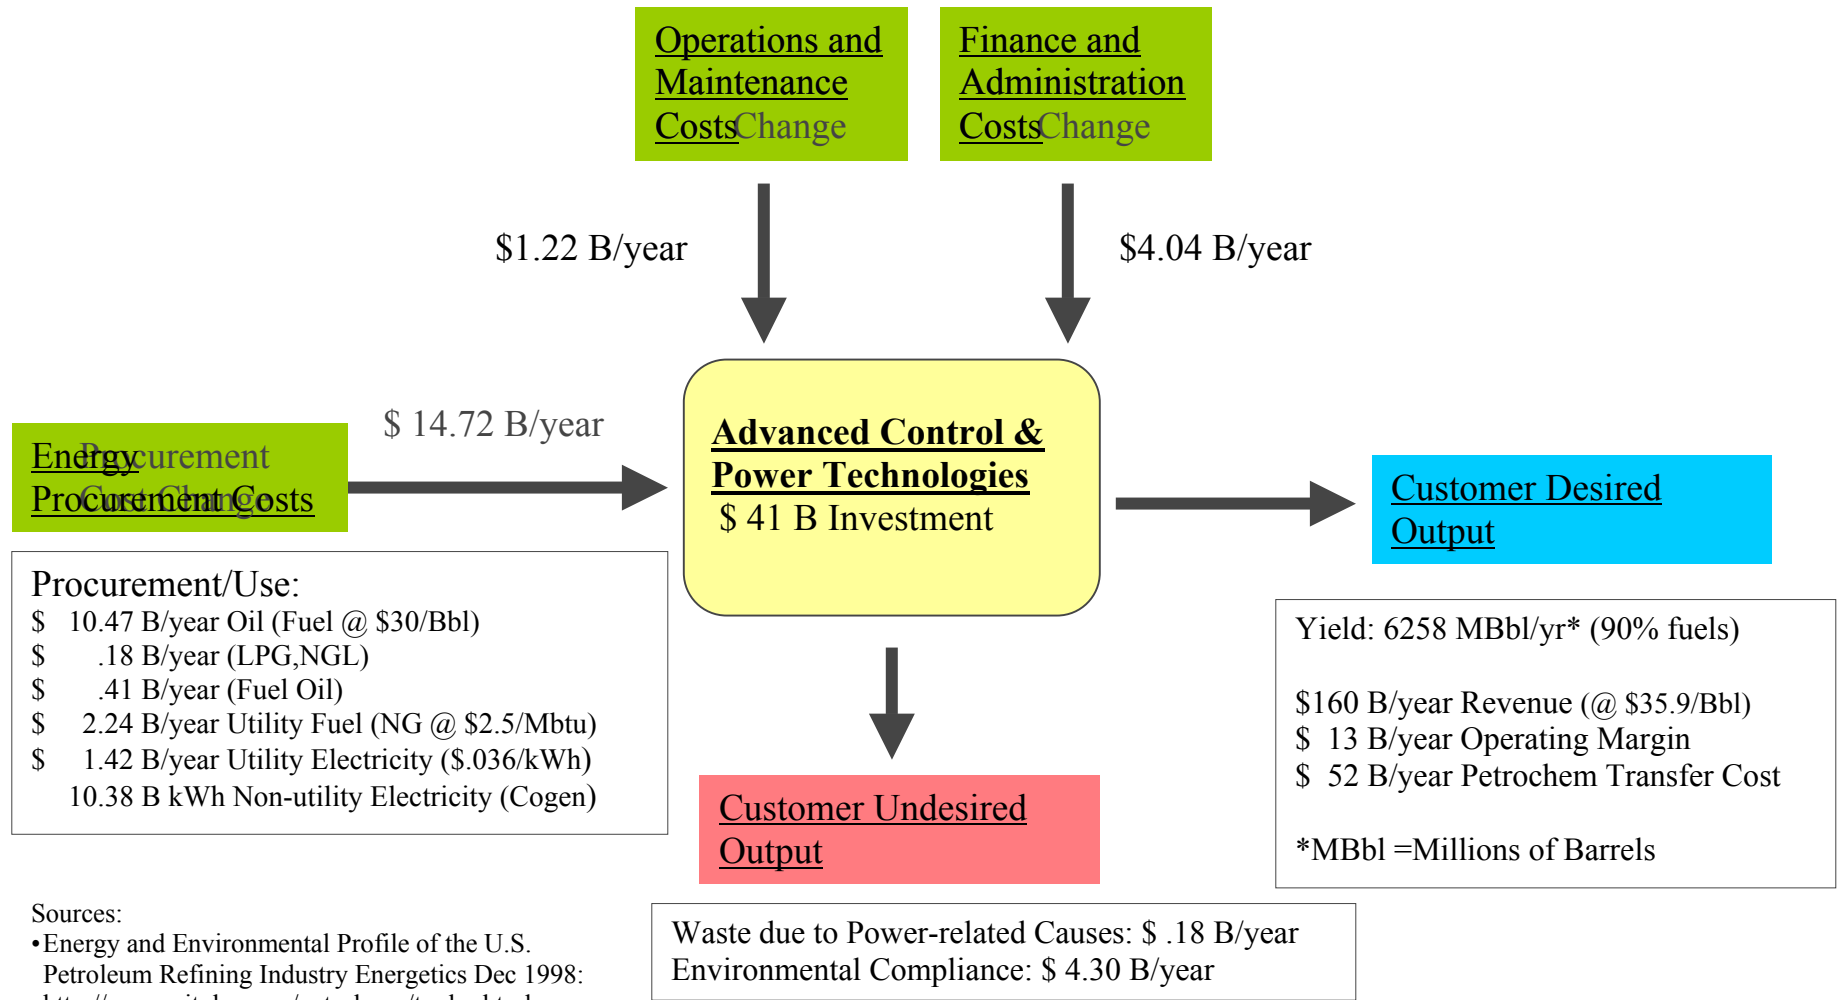 Operations and
Maintenance
Costs Change
Finance and
Administration
Costs Change
$1.22 B/year
$4.04 B/year
$ 14.72 B/year
Energy
Procurement Costs
Procurement
Cost Change
Advanced Control &
Power Technologies
$ 41 B Investment
Customer Desired
Output
Procurement/Use:
$ 10.47 B/year Oil (Fuel @ $30/Bbl)
$ .18 B/year (LPG,NGL)
$ .41 B/year (Fuel Oil)
$ 2.24 B/year Utility Fuel (NG @ $2.5/Mbtu)
$ 1.42 B/year Utility Electricity ($.036/kWh)
10.38 B kWh Non-utility Electricity (Cogen)
Yield: 6258 MBbl/yr* (90% fuels)
$160 B/year Revenue (@ $35.9/Bbl)
$ 13 B/year Operating Margin
$ 52 B/year Petrochem Transfer Cost
*MBbl =Millions of Barrels
Customer Undesired
Output
Waste due to Power-related Causes: $ .18 B/year
Environmental Compliance: $ 4.30 B/year
Sources:
•Energy and Environmental Profile of the U.S.
Petroleum Refining Industry Energetics Dec 1998: